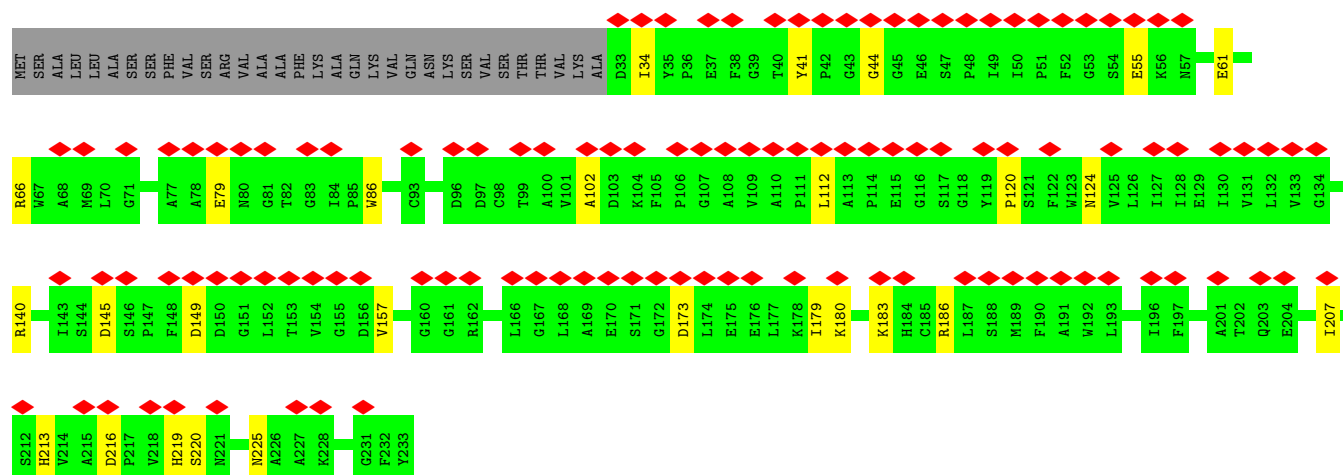 MET SER ALA LEU LEU ALA SER SER PHE VAL SER ARG VAL ALA ALA PHE LYS ALA GLN LYS VAL GLN ASN LYS SER VAL SER THR THR VAL LYS ALA D33 I34 Y35 P36 E37 F38 G39 T40 Y41 P42 G43 G44 G45 E46 S47 P48 I49 I50 P51 F52 G53 S54 E55 K56 N57 E61
R66 W67 A68 M69 L70 G71 A77 A78 E79 N80 G81 T82 G83 I84 P85 W86 C93 D96 D97 C98 T99 A100 V101 A102 D103 K104 F105 P106 G107 A108 V109 A110 P111 L112 A113 P114 E115 G116 S117 G118 Y119 P120 S121 F122 W123 N124 V125 L126 I127 I128 E129 I130 V131 L132 V133 G134
R140 I143 S144 D145 S146 P147 F148 D149 D150 G151 L152 T153 V154 G155 D156 V157 G160 G161 R162 L166 G167 L168 A169 E170 S171 G172 D173 L174 E175 E176 L177 K178 I179 K180 K183 H184 C185 R186 L187 S188 M189 F190 A191 W192 L193 I196 F197 A201 T202 Q203 E204 I207
S212 H213 V214 A215 D216 P217 V218 H219 S220 N221 N225 A226 A227 K228 G231 F232 Y233